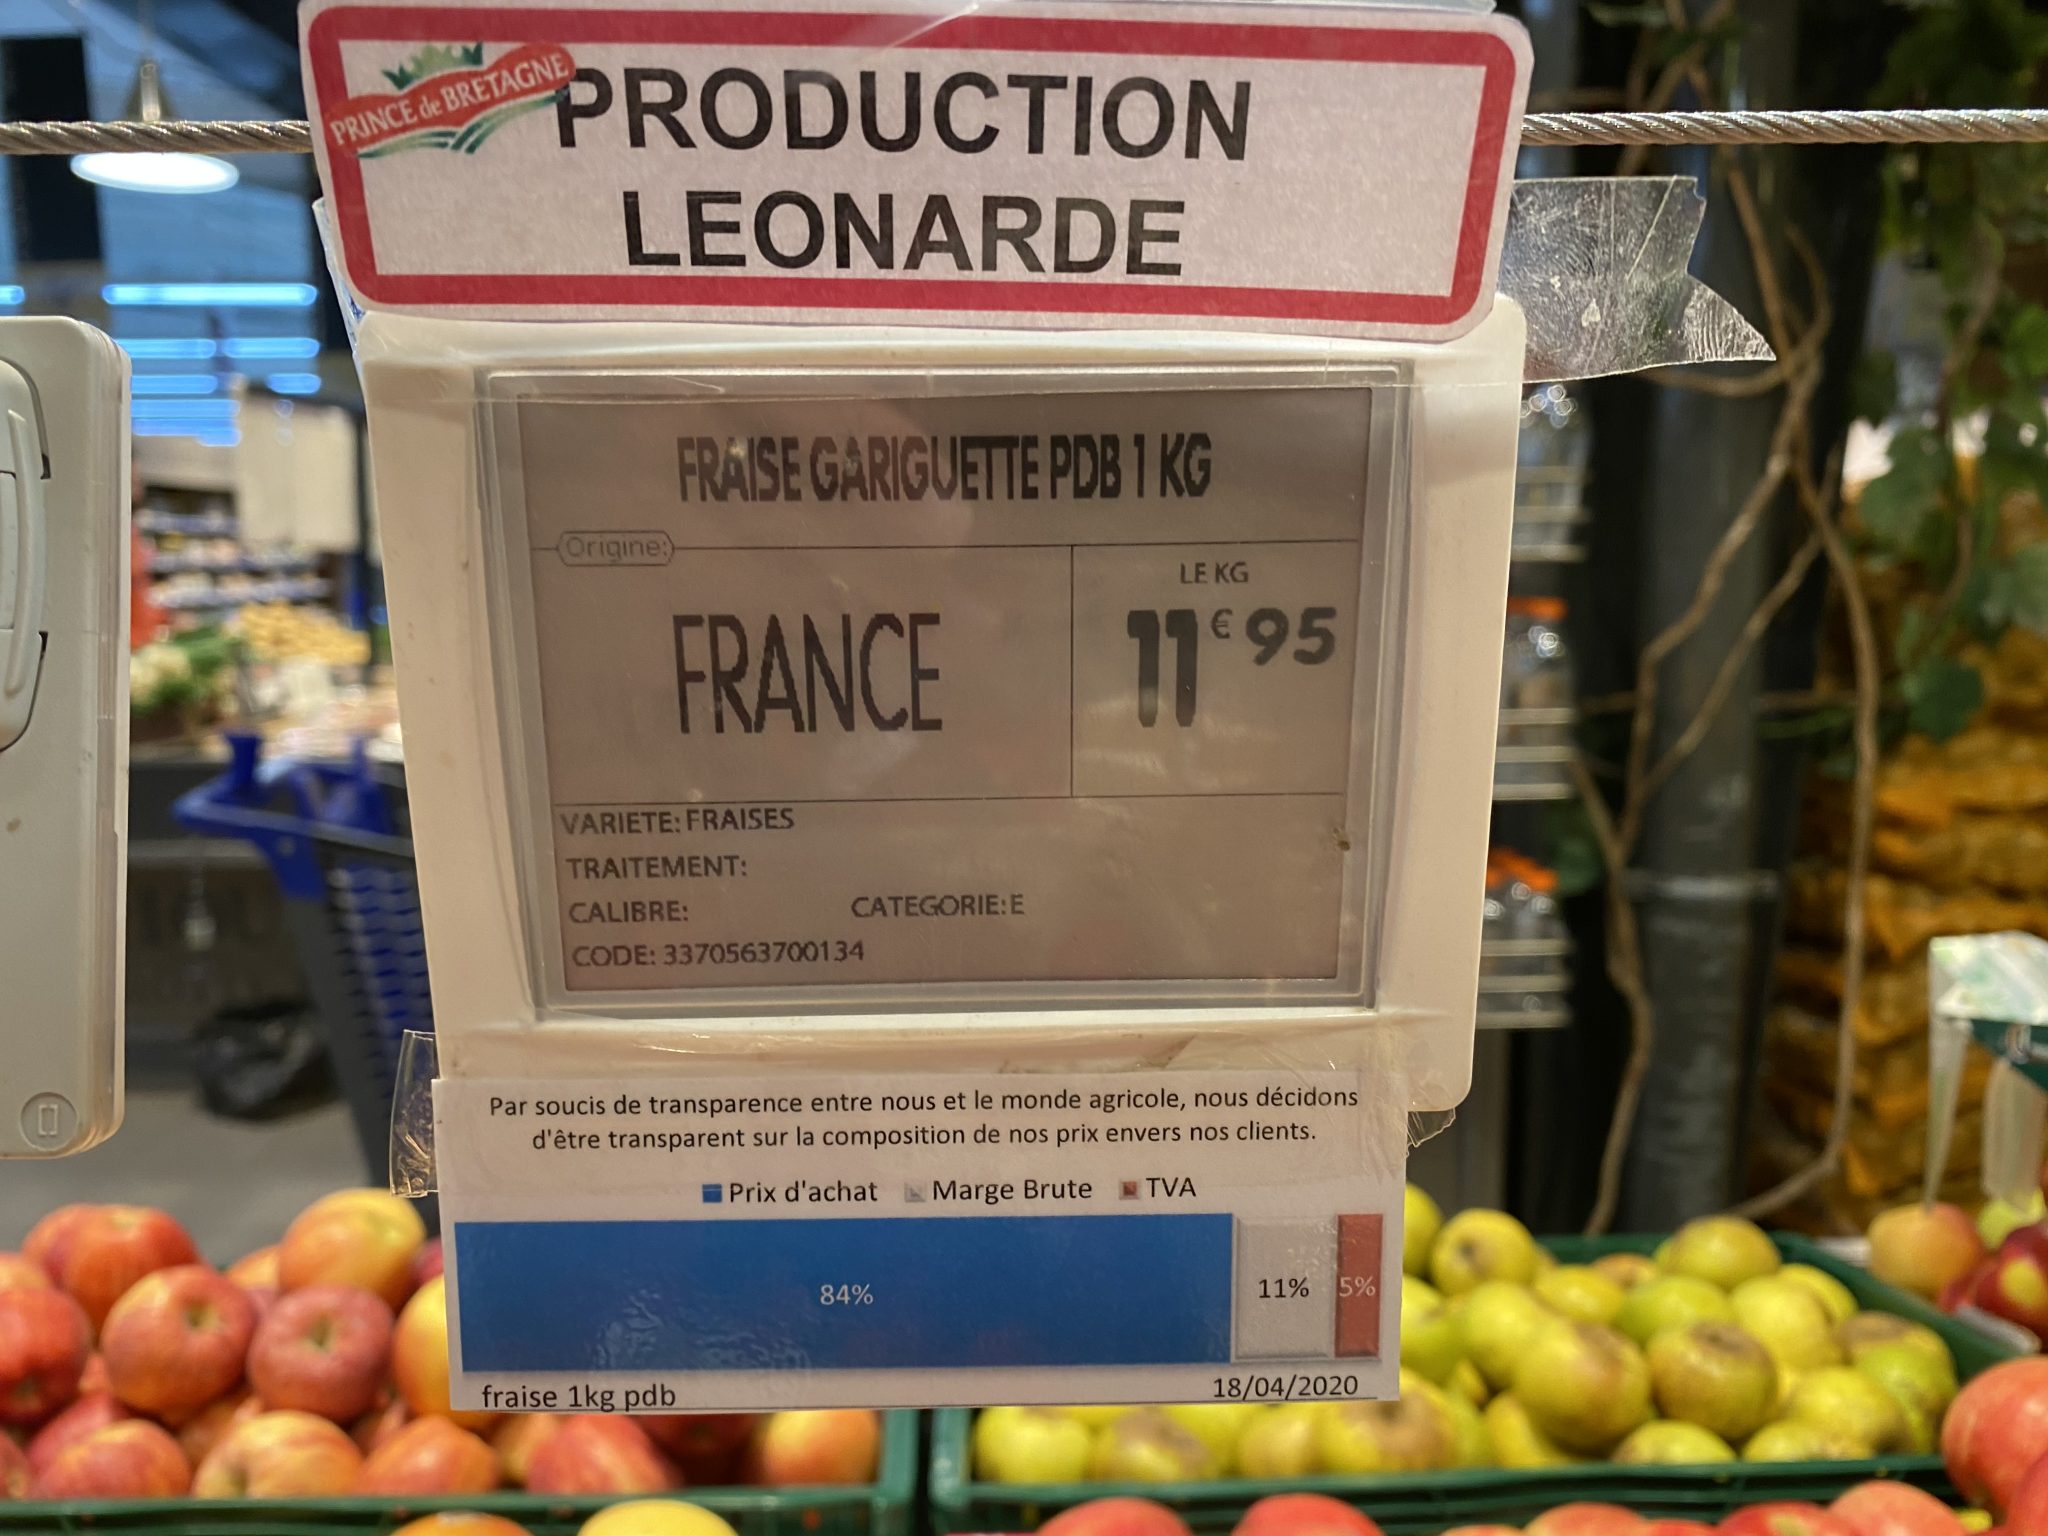 PRINCE de BRETAGNE
PRODUCTION
LEONARDE
FRAISE GARIGUETTE PDB 1 KG
Origine:
FRANCE
LE KG
11€95
VARIETE: FRAISES
TRAITEMENT:
CALIBRE: CATEGORIE: E
CODE: 3370563700134
Par soucis de transparence entre nous et le monde agricole, nous décidons
d'être transparent sur la composition de nos prix envers nos clients.
Prix d'achat Marge Brute TVA
84% 11% 5%
fraise 1kg pdb 18/04/2020